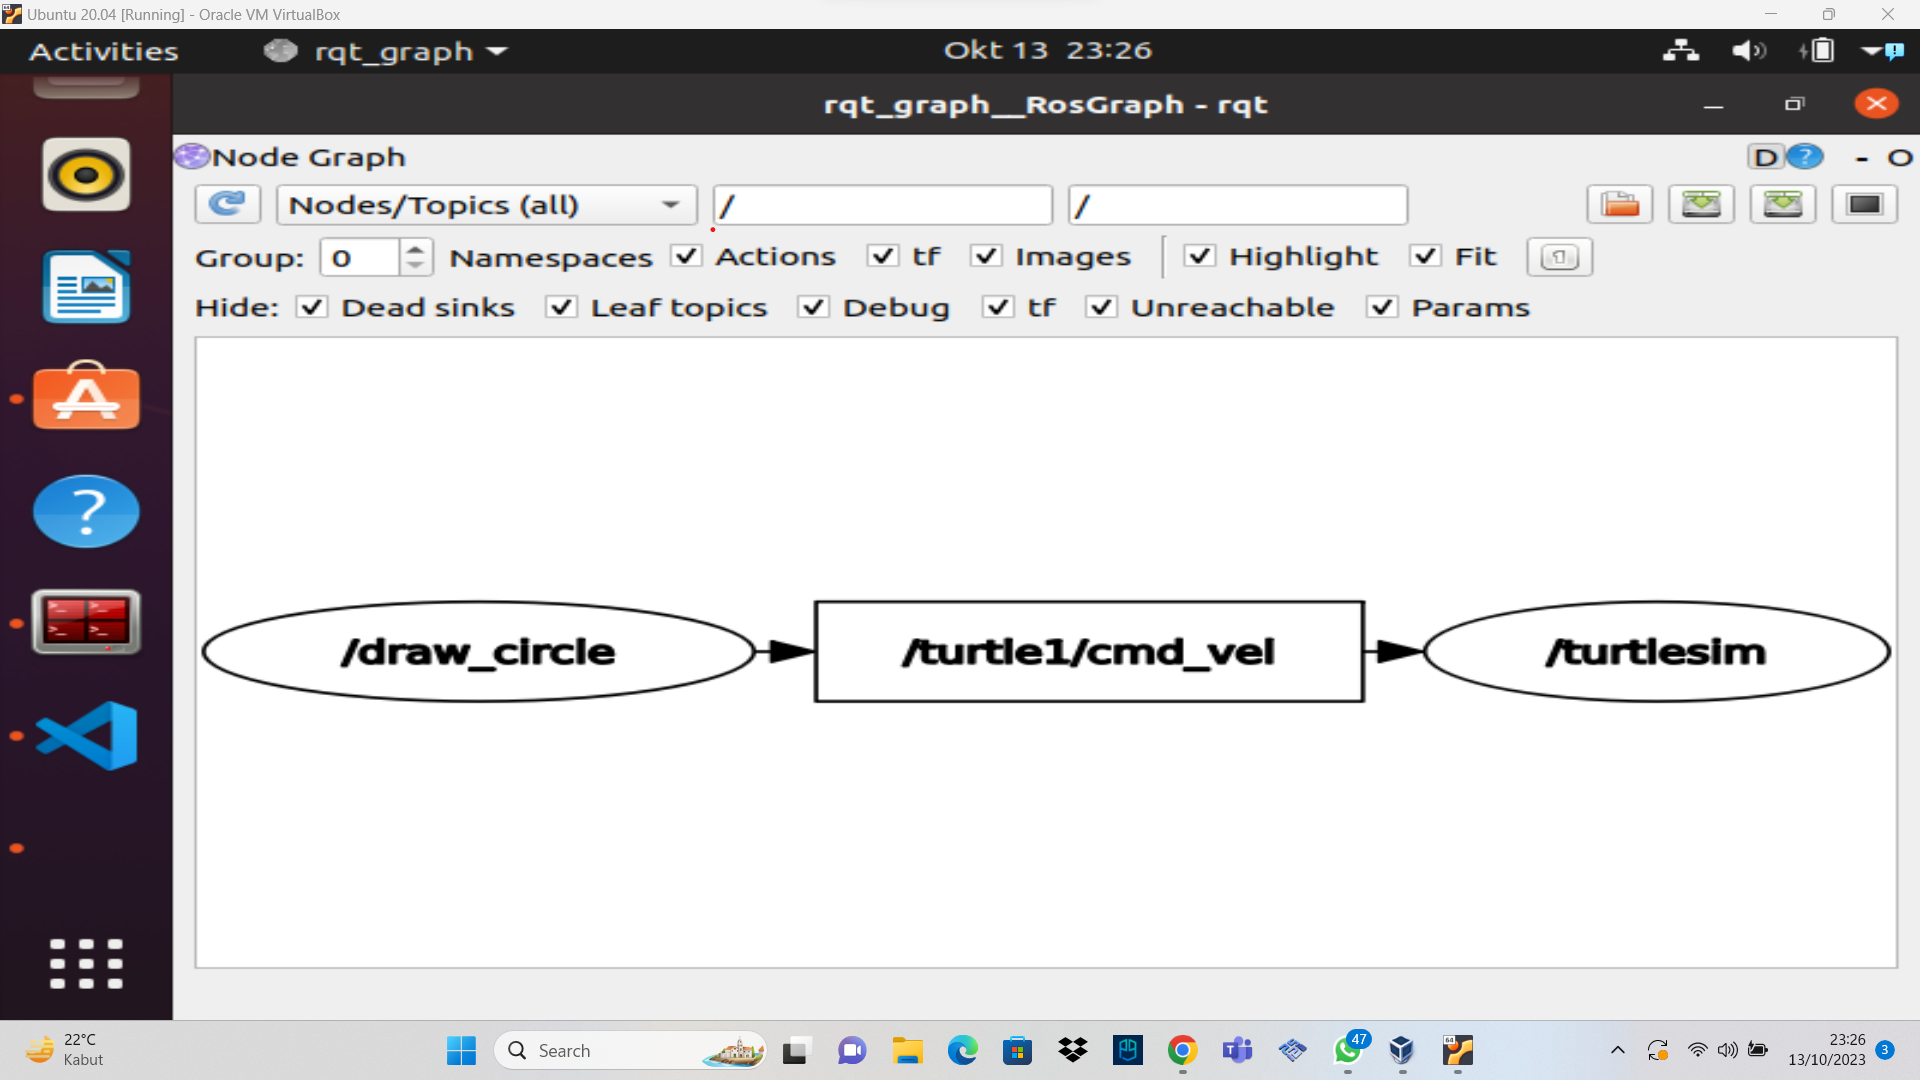 Ubuntu 20.04 [Running] - Oracle VM VirtualBox
Activities rqt_graph Okt 13 23:26
rqt_graph__RosGraph - rqt
Node Graph D ? - O
Nodes/Topics (all) / /
Group: 0 Namespaces Actions tf Images Highlight Fit
Hide: Dead sinks Leaf topics Debug tf Unreachable Params
/draw_circle /turtle1/cmd_vel /turtlesim
22°C
Kabut
Search
47
64
23:26
13/10/2023 3